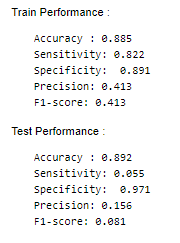 Train Performance :
Accuracy : 0.885
Sensitivity: 0.822
Specificity:  0.891
Precision: 0.413
F1-score: 0.413
Test Performance :
Accuracy : 0.892
Sensitivity: 0.055
Specificity:  0.971
Precision: 0.156
F1-score: 0.081